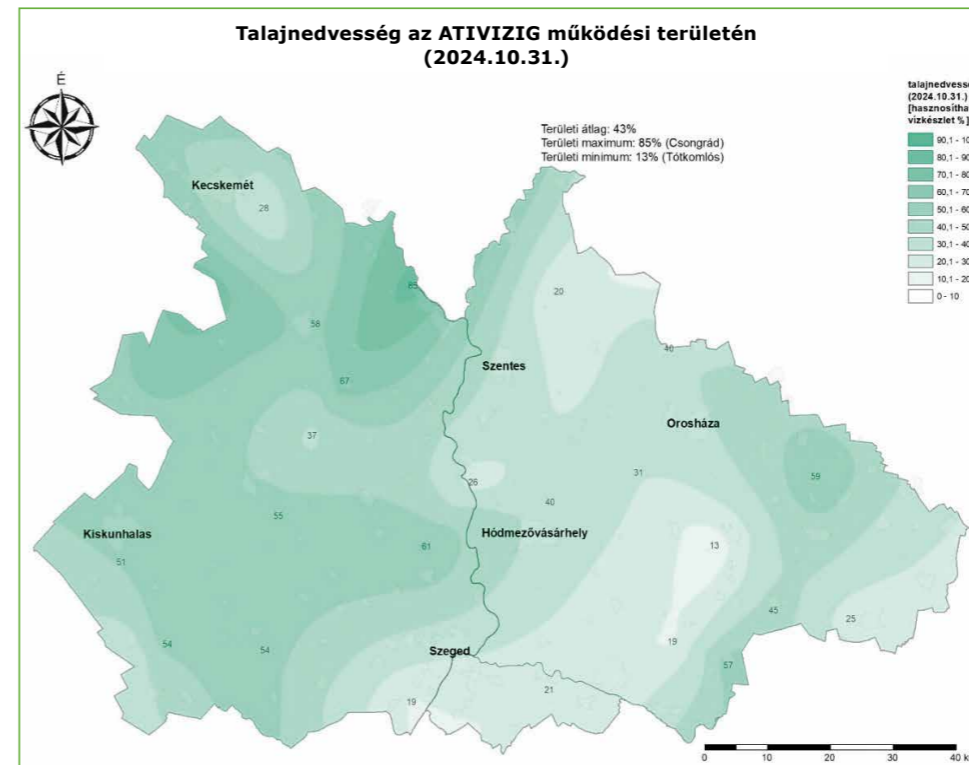 Talajnedvesség az ATIVIZIG működési területén
(2024.10.31.)
É
Területi átlag: 43%
Területi maximum: 85% (Csongrád)
Területi minimum: 13% (Tótkomlós)
talajnedvessé
(2024.10.31.)
[hasznosítha
vízkészlet %]
90,1 - 10
80,1 - 90
70,1 - 80
60,1 - 70
50,1 - 60
40,1 - 50
30,1 - 40
20,1 - 30
10,1 - 20
0 - 10
Kecskemét
28
85
20
58
46
Szentes
67
Orosháza
37
31
59
26
40
55
Kiskunhalas
Hódmezővásárhely
61
13
51
45
25
54
54
Szeged
19
57
21
19
0 10 20 30 40 k